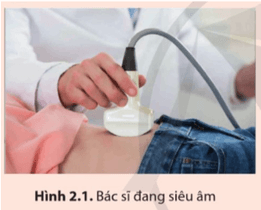 Hình 2.1. Bác sĩ đang siêu âm